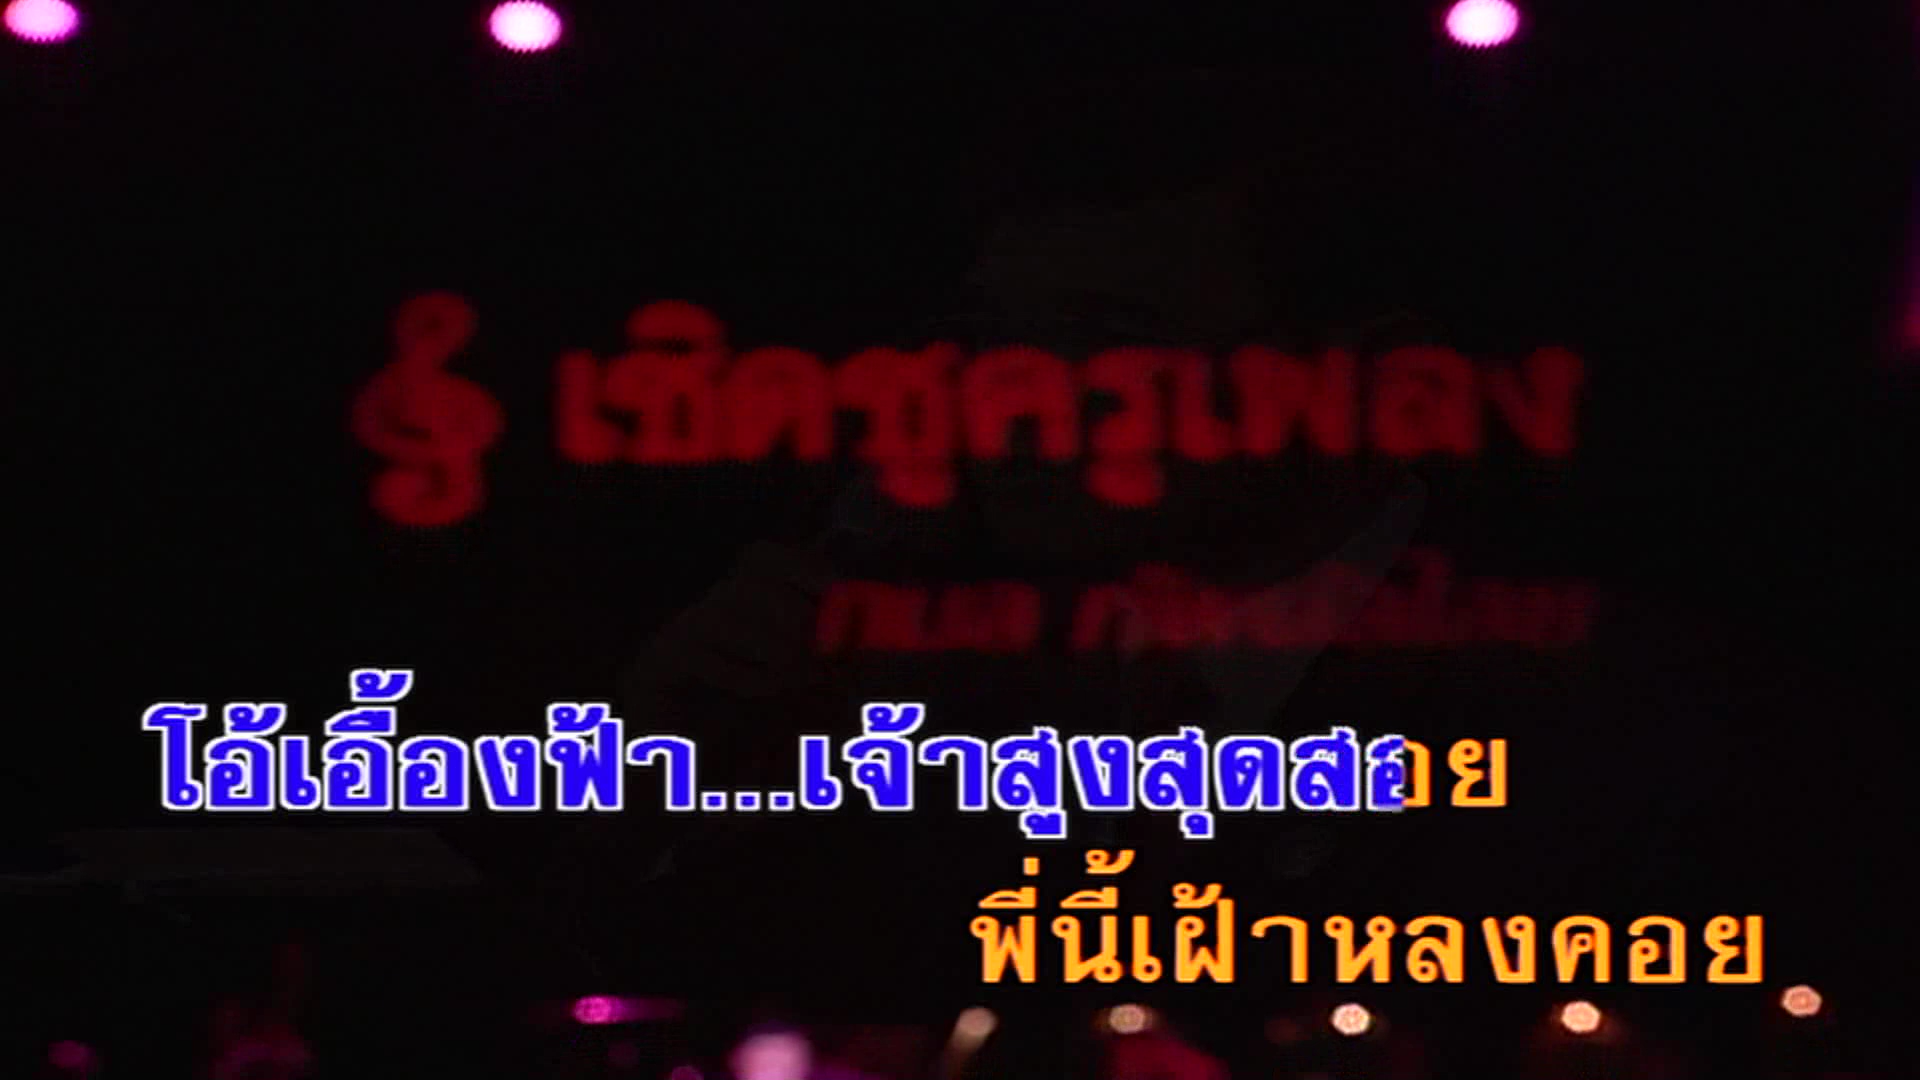 เชิดชูครูเพลง
โอ้เอื้องฟ้า...เจ้าสูงสุดสอย
พี่นี้เฝ้าหลงคอย